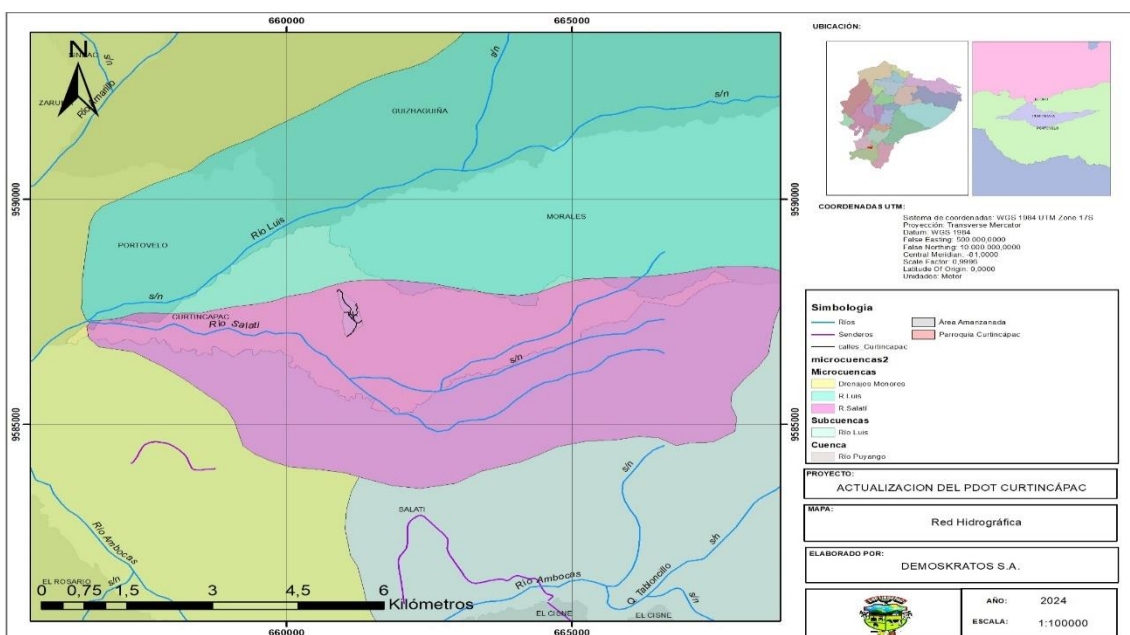 660000
665000
N
s/n
ZARUMA
Río Amarillo
s/n
GUIZHAGUIÑA
s/n
9590000
9590000
MORALES
Río Luis
PORTOVELO
s/n
CURTINCAPAC
Río Salati
s/n
9585000
9585000
s/n
SALATI
Río Ambocas
s/n
EL ROSARIO
s/n
Río Ambocas
Q. Tabloncillo
s/n
EL CISNE
EL CISNE
0 0,75 1,5 3 4,5 6
Kilómetros
660000
665000
UBICACIÓN:
PORTOVELO
COORDENADAS UTM:
Sistema de coordenadas: WGS 1984 UTM Zone 17S
Proyección: Transverse Mercator
Datum: WGS 1984
False Easting: 500.000,0000
False Northing: 10.000.000,0000
Central Meridian: -81,0000
Scale Factor: 0,9996
Latitude Of Origin: 0,0000
Unidades: Meter
Simbología
Ríos
Senderos
calles_Curtincapac
Área Amanzanada
Parroquia Curtincápac
microcuencas2
Microcuencas
Drenajes Menores
R.Luis
R.Salati
Subcuencas
Río Luis
Cuenca
Río Puyango
PROYECTO:
ACTUALIZACION DEL PDOT CURTINCÁPAC
MAPA:
Red Hidrográfica
ELABORADO POR:
DEMOSKRATOS S.A.
AÑO: 2024
ESCALA: 1:100000